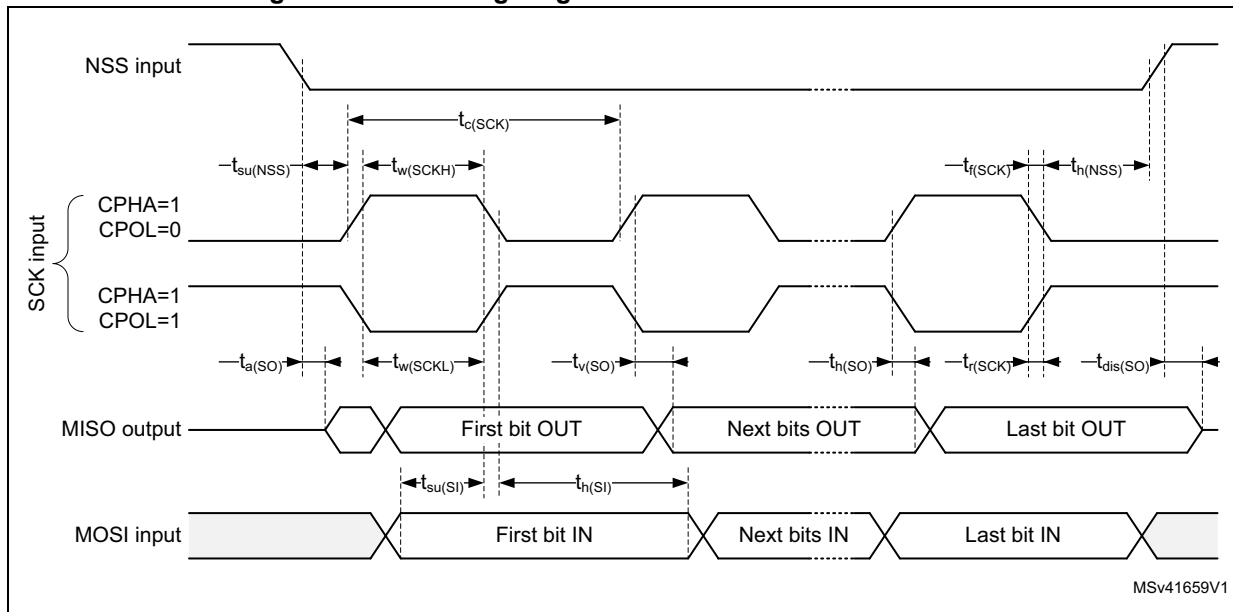 NSS input
tc(SCK)
tsu(NSS)
tw(SCKH)
tf(SCK)
th(NSS)
SCK input
CPHA=1
CPOL=0
CPHA=1
CPOL=1
ta(SO)
tw(SCKL)
tv(SO)
th(SO)
tr(SCK)
tdis(SO)
MISO output
First bit OUT
Next bits OUT
Last bit OUT
tsu(SI)
th(SI)
MOSI input
First bit IN
Next bits IN
Last bit IN
MSv41659V1